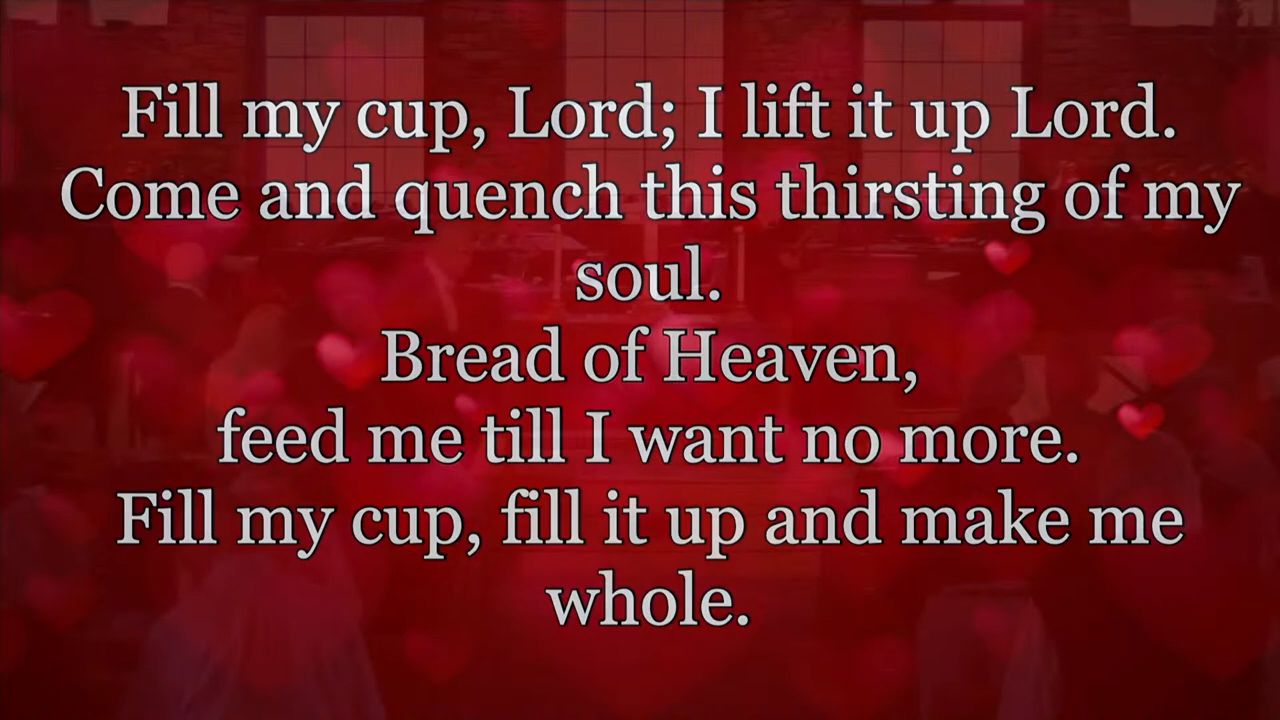 Fill my cup, Lord; I lift it up Lord.
Come and quench this thirsting of my
soul.
Bread of Heaven,
feed me till I want no more.
Fill my cup, fill it up and make me
whole.